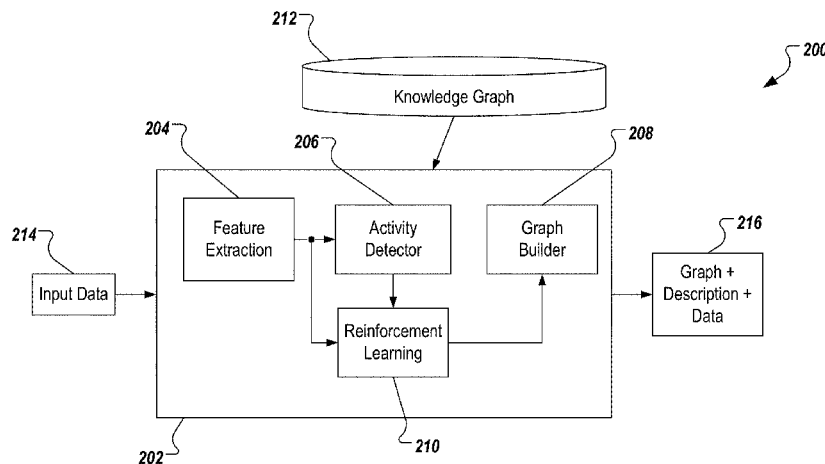 212
200
Knowledge Graph
204
206
208
Feature
Extraction
Activity
Detector
Graph
Builder
214
Input Data
216
Graph +
Description +
Data
Reinforcement
Learning
202
210